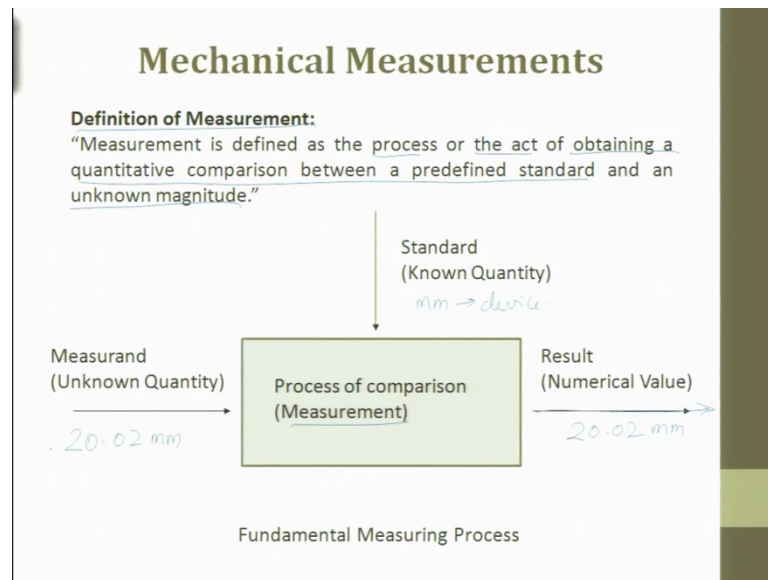 Mechanical Measurements
Definition of Measurement:
“Measurement is defined as the process or the act of obtaining a
quantitative comparison between a predefined standard and an
unknown magnitude.”
Standard
(Known Quantity)
mm → device.
Measurand
(Unknown Quantity)
20.02 mm
Process of comparison
(Measurement)
Result
(Numerical Value)
20.02 mm.
Fundamental Measuring Process